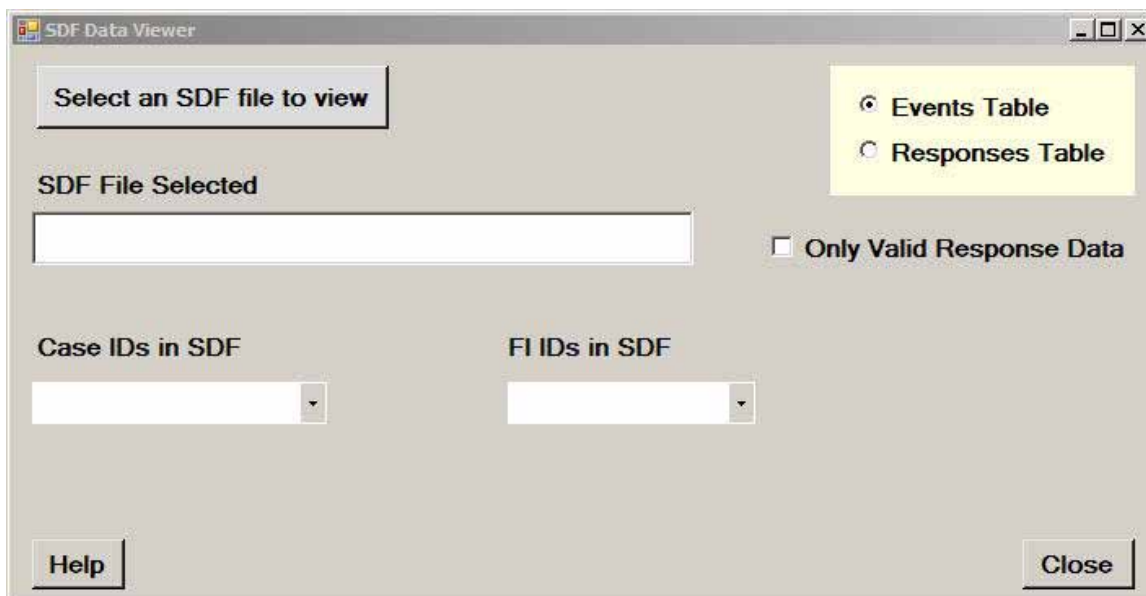 SDF Data Viewer
Select an SDF file to view
Events Table
Responses Table
SDF File Selected
Only Valid Response Data
Case IDs in SDF
FI IDs in SDF
Help
Close